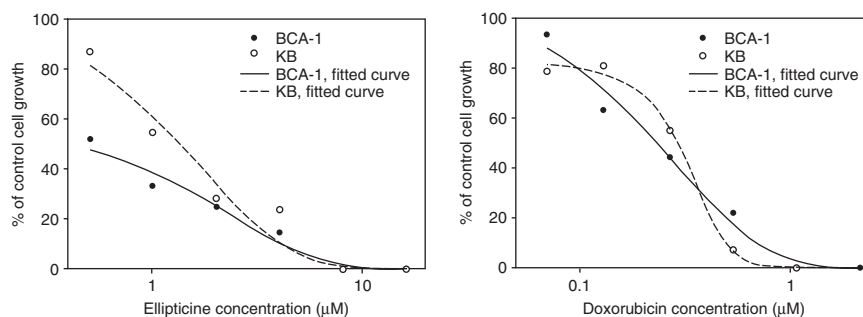 % of control cell growth
100
80
60
40
20
0
BCA-1
KB
BCA-1, fitted curve
KB, fitted curve
1
10
Ellipticine concentration (μM)
% of control cell growth
100
80
60
40
20
0
BCA-1
KB
BCA-1, fitted curve
KB, fitted curve
0.1
1
Doxorubicin concentration (μM)